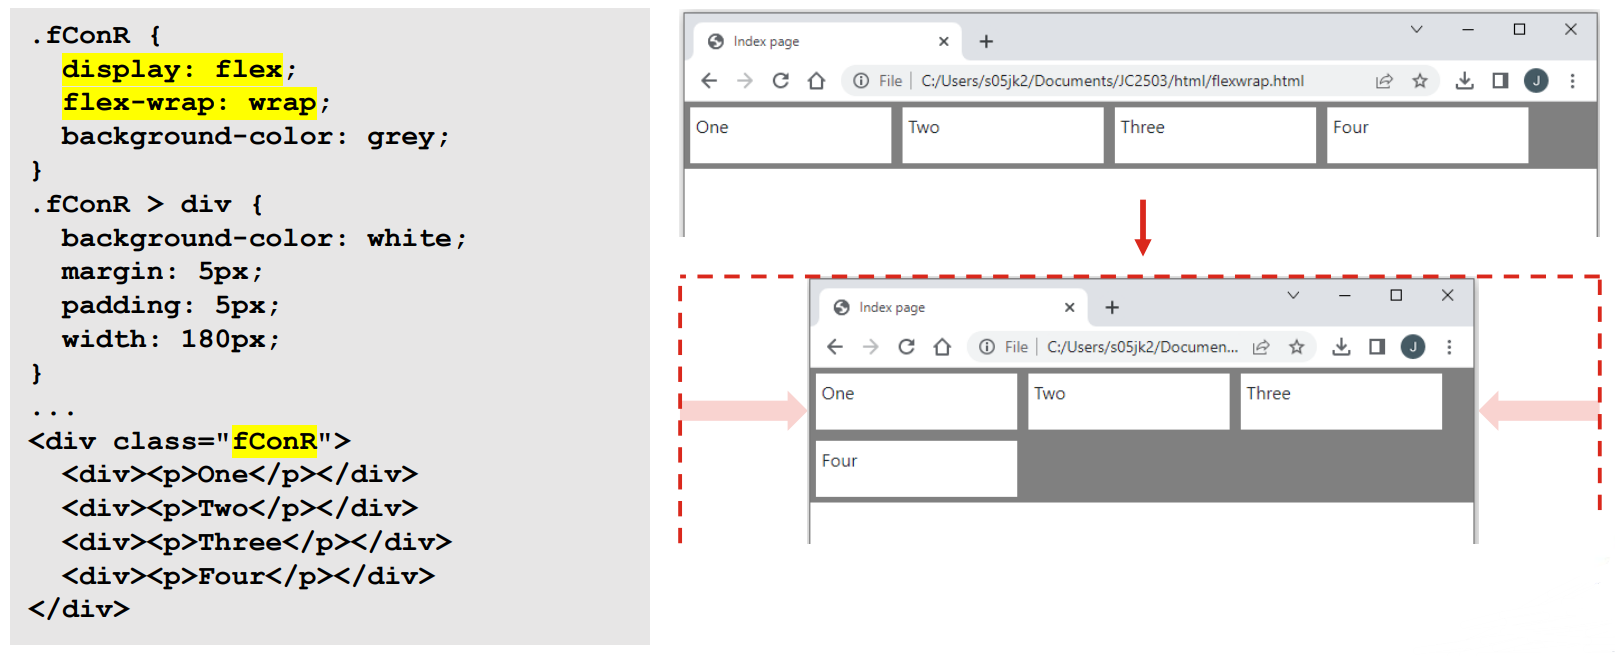 .fConR {
display: flex;
flex-wrap: wrap;
background-color: grey;
}
.fConR > div {
background-color: white;
margin: 5px;
padding: 5px;
width: 180px;
}
...
<div class="fConR">
<div><p>One</p></div>
<div><p>Two</p></div>
<div><p>Three</p></div>
<div><p>Four</p></div>
</div>
Index page
File | C:/Users/s05jk2/Documents/JC2503/html/flexwrap.html
J
One Two Three Four
Index page
File | C:/Users/s05jk2/Documen...
J
One Two Three
Four